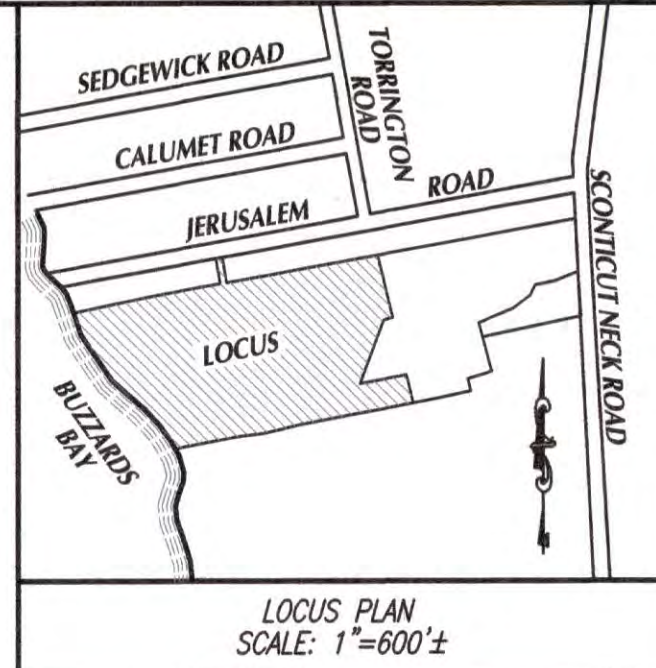 SEDGEWICK ROAD
TORRINGTON
ROAD
CALUMET ROAD
JERUSALEM
ROAD
SCONTICUT NECK ROAD
LOCUS
BUZZARDS
BAY
LOCUS PLAN
SCALE: 1"=600'±